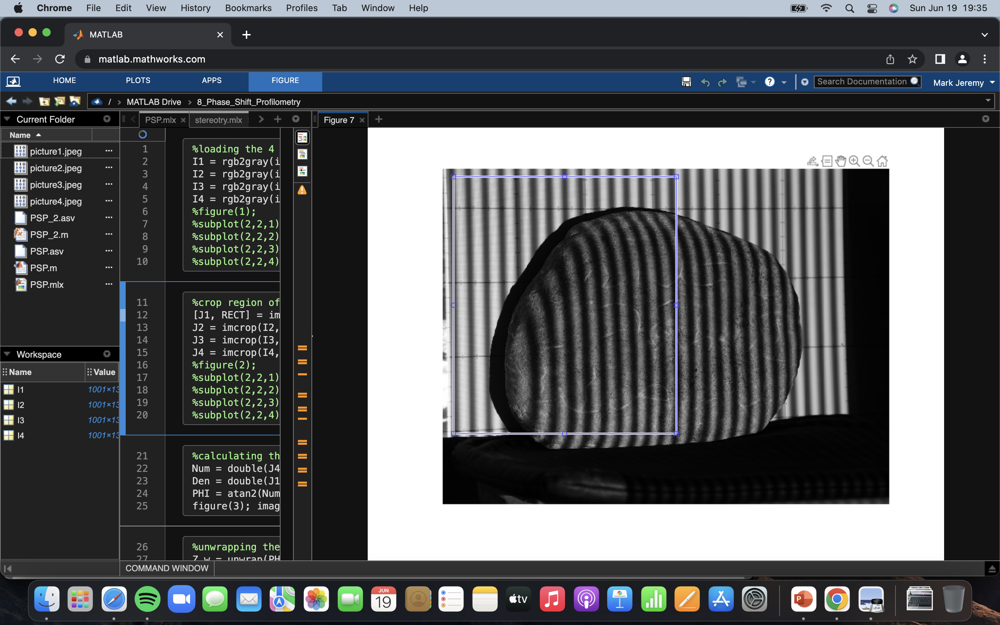 Chrome File Edit View History Bookmarks Profiles Tab Window Help Sun Jun 19 19:35
MATLAB
matlab.mathworks.com
HOME PLOTS APPS FIGURE Search Documentation Mark Jeremy
/ > MATLAB Drive > 8_Phase_Shift_Profilometry
Current Folder
Name
picture1.jpeg
picture2.jpeg
picture3.jpeg
picture4.jpeg
PSP_2.asv
PSP_2.m
PSP.asv
PSP.m
PSP.mlx
Workspace
Name Value
I1 1001×13
I2 1001×13
I3 1001×13
I4 1001×13
PSP.mlx stereotry.mlx
1 %loading the 4
2 I1 = rgb2gray(i
3 I2 = rgb2gray(i
4 I3 = rgb2gray(i
5 I4 = rgb2gray(i
6 %figure(1);
7 %subplot(2,2,1)
8 %subplot(2,2,2)
9 %subplot(2,2,3)
10 %subplot(2,2,4)
11 %crop region of
12 [J1, RECT] = im
13 J2 = imcrop(I2,
14 J3 = imcrop(I3,
15 J4 = imcrop(I4,
16 %figure(2);
17 %subplot(2,2,1)
18 %subplot(2,2,2)
19 %subplot(2,2,3)
20 %subplot(2,2,4)
21 %calculating th
22 Num = double(J4
23 Den = double(J1
24 PHI = atan2(Num
25 figure(3); imag
26 %unwrapping the
27 Z_w = unwrap(PH
Figure 7
COMMAND WINDOW
JUN
19
tv
P